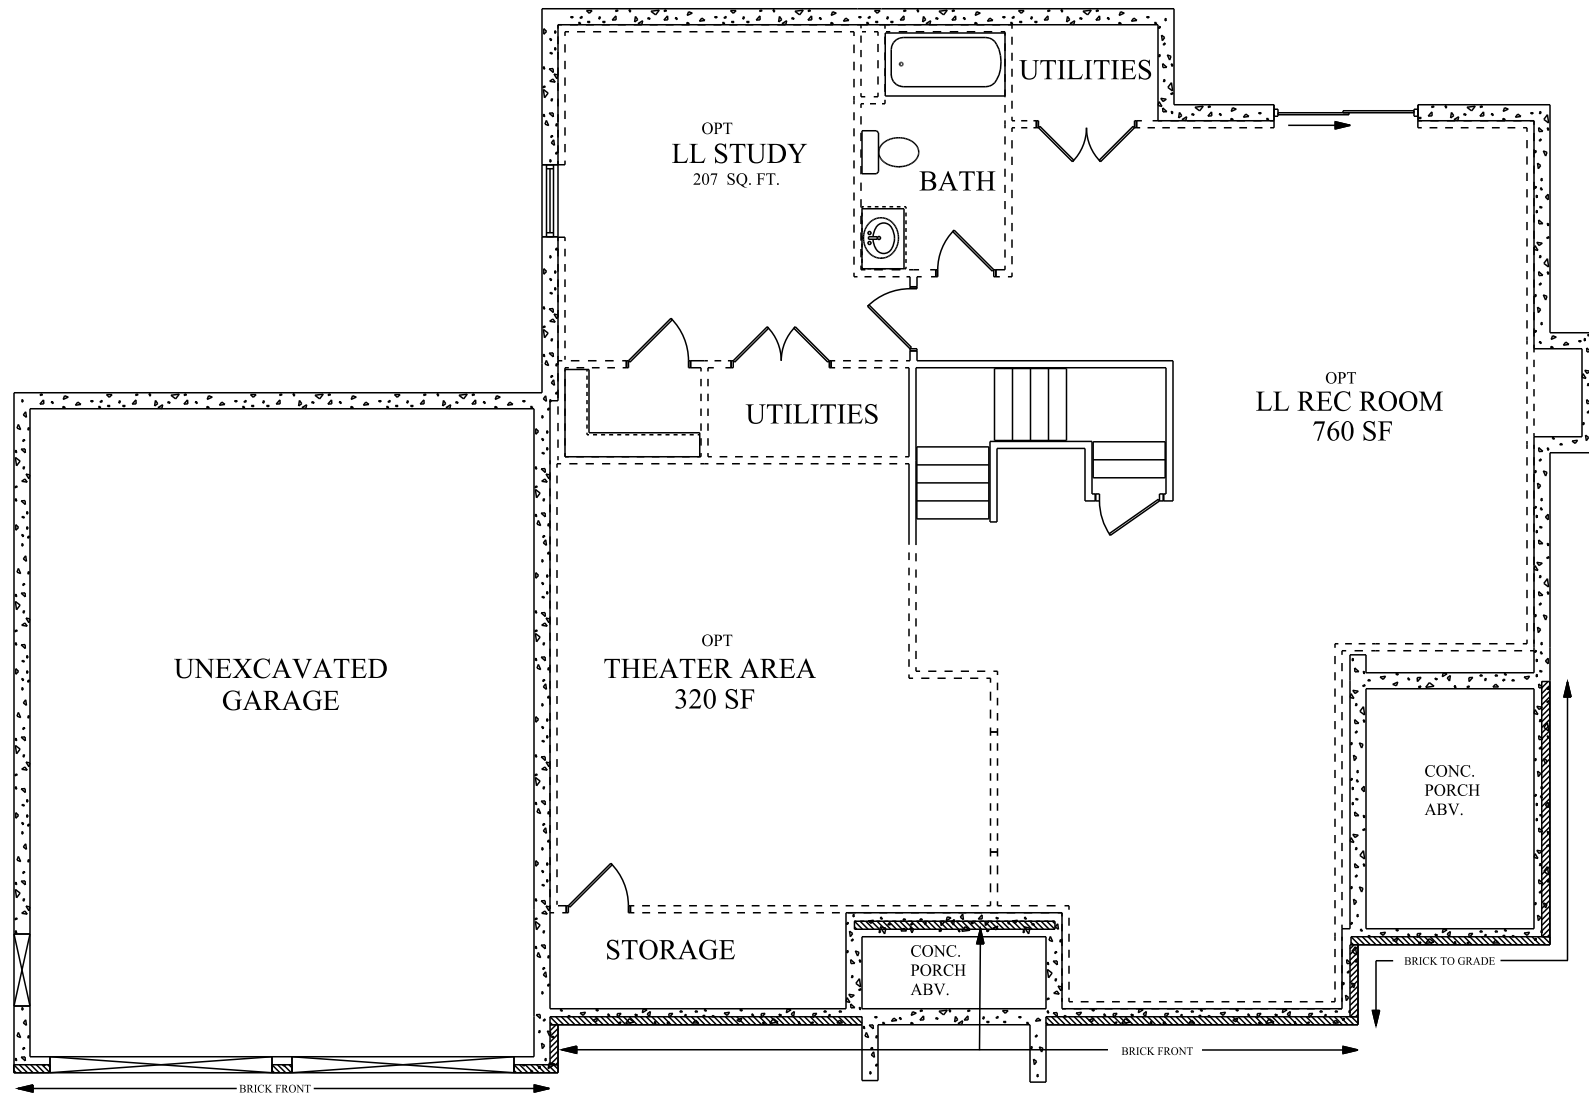 UTILITIES
OPT
LL STUDY
207 SQ. FT.
BATH
OPT
LL REC ROOM
760 SF
UTILITIES
UNEXCAVATED
GARAGE
OPT
THEATER AREA
320 SF
CONC.
PORCH
ABV.
STORAGE
CONC.
PORCH
ABV.
BRICK TO GRADE
BRICK FRONT
BRICK FRONT